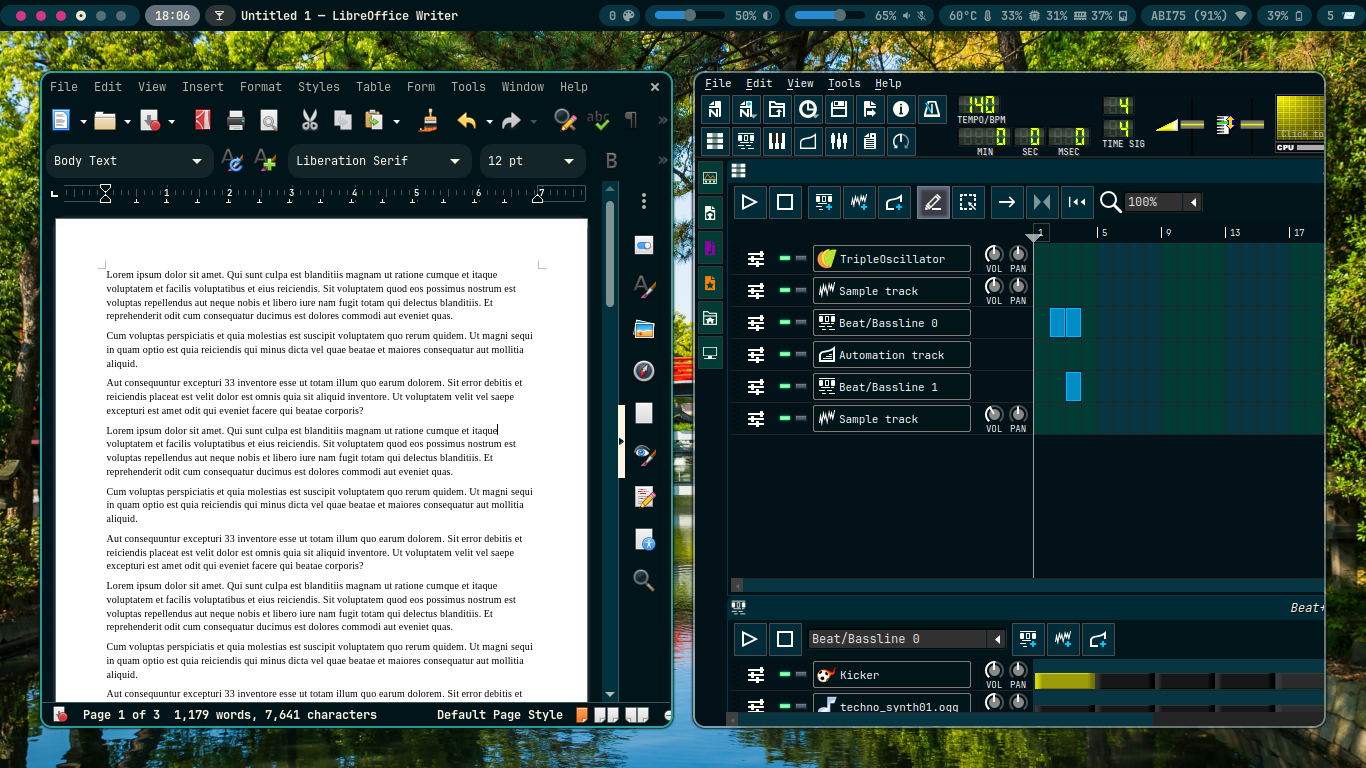 18:06 Untitled 1 — LibreOffice Writer 0 50% 65% 60°C 33% 31% 37% ABI75 (91%) 39% 5
File Edit View Insert Format Styles Table Form Tools Window Help
Body Text Liberation Serif 12 pt B
1 2 3 4 5 6 7
Lorem ipsum dolor sit amet. Qui sunt culpa est blanditiis magnam ut ratione cumque et itaque
voluptatem et facilis voluptatibus et eius reiciendis. Sit voluptatum quod eos possimus nostrum est
voluptas repellendus aut neque nobis et libero iure nam fugit totam qui delectus blanditiis. Et
reprehenderit odit cum consequatur ducimus est dolores commodi aut eveniet quas.
Cum voluptas perspiciatis et quia molestias est suscipit voluptatem quo rerum quidem. Ut magni sequi
in quam optio est quia reiciendis qui minus dicta vel quae beatae et maiores consequatur aut mollitia
aliquid.
Aut consequuntur excepturi 33 inventore esse ut totam illum quo earum dolorem. Sit error debitis et
reiciendis placeat est velit dolor est omnis quia sit aliquid inventore. Ut voluptatem velit vel saepe
excepturi est amet odit qui eveniet facere qui beatae corporis?
Lorem ipsum dolor sit amet. Qui sunt culpa est blanditiis magnam ut ratione cumque et itaque
voluptatem et facilis voluptatibus et eius reiciendis. Sit voluptatum quod eos possimus nostrum est
voluptas repellendus aut neque nobis et libero iure nam fugit totam qui delectus blanditiis. Et
reprehenderit odit cum consequatur ducimus est dolores commodi aut eveniet quas.
Cum voluptas perspiciatis et quia molestias est suscipit voluptatem quo rerum quidem. Ut magni sequi
in quam optio est quia reiciendis qui minus dicta vel quae beatae et maiores consequatur aut mollitia
aliquid.
Aut consequuntur excepturi 33 inventore esse ut totam illum quo earum dolorem. Sit error debitis et
reiciendis placeat est velit dolor est omnis quia sit aliquid inventore. Ut voluptatem velit vel saepe
excepturi est amet odit qui eveniet facere qui beatae corporis?
Lorem ipsum dolor sit amet. Qui sunt culpa est blanditiis magnam ut ratione cumque et itaque
voluptatem et facilis voluptatibus et eius reiciendis. Sit voluptatum quod eos possimus nostrum est
voluptas repellendus aut neque nobis et libero iure nam fugit totam qui delectus blanditiis. Et
reprehenderit odit cum consequatur ducimus est dolores commodi aut eveniet quas.
Cum voluptas perspiciatis et quia molestias est suscipit voluptatem quo rerum quidem. Ut magni sequi
in quam optio est quia reiciendis qui minus dicta vel quae beatae et maiores consequatur aut mollitia
aliquid.
Aut consequuntur excepturi 33 inventore esse ut totam illum quo earum dolorem. Sit error debitis et
Page 1 of 3 1,179 words, 7,641 characters Default Page Style
File Edit View Tools Help
140 4
TEMPO/BPM
0 0 0 4
MIN SEC MSEC TIME SIG
Click to
CPU
100%
1 5 9 13 17
TripleOscillator VOL PAN
Sample track VOL PAN
Beat/Bassline 0
Automation track
Beat/Bassline 1
Sample track VOL PAN
Beat+
Beat/Bassline 0
Kicker VOL PAN
techno_synth01.ogg